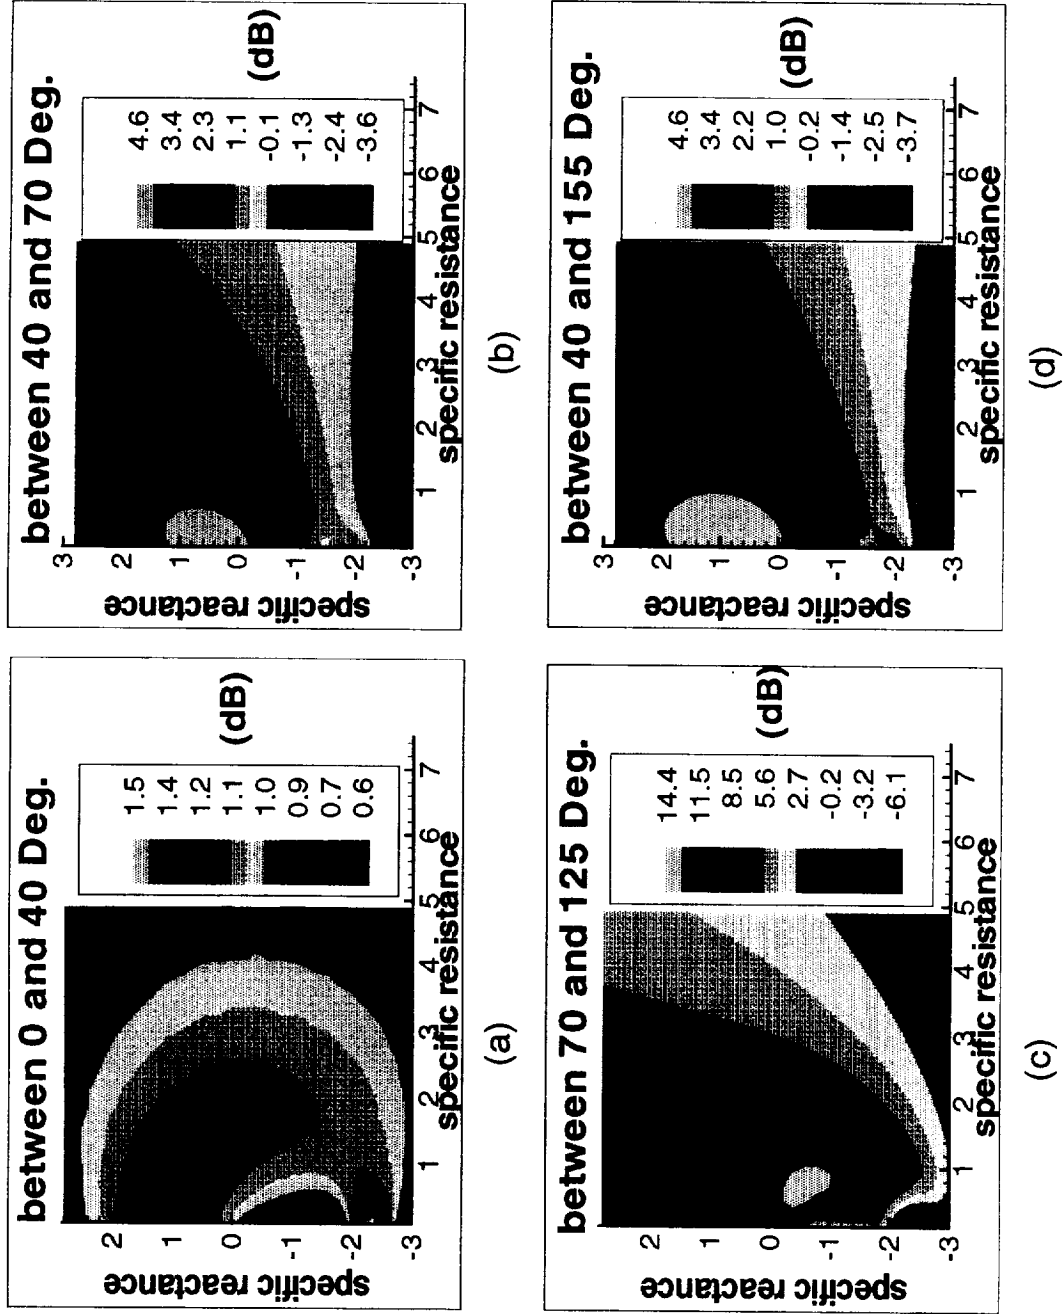 between 0 and 40 Deg.
specific reactance
2
1
0
-1
-2
-3
1 2 3 4 5 6 7
specific resistance
1.5
1.4
1.2
1.1
1.0
0.9
0.7
0.6
(dB)
(a)
between 40 and 70 Deg.
specific reactance
3
2
1
0
-1
-2
-3
1 2 3 4 5 6 7
specific resistance
4.6
3.4
2.3
1.1
-0.1
-1.3
-2.4
-3.6
(dB)
(b)
between 70 and 125 Deg.
specific reactance
2
1
0
-1
-2
-3
1 2 3 4 5 6 7
specific resistance
14.4
11.5
8.5
5.6
2.7
-0.2
-3.2
-6.1
(dB)
(c)
between 40 and 155 Deg.
specific reactance
3
2
1
0
-1
-2
-3
1 2 3 4 5 6 7
specific resistance
4.6
3.4
2.2
1.0
-0.2
-1.4
-2.5
-3.7
(dB)
(d)